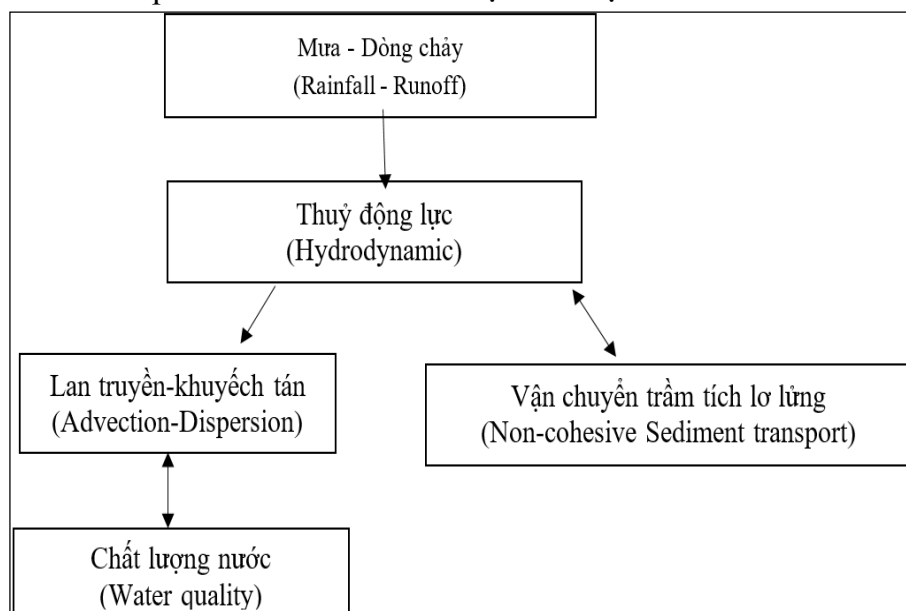 Mưa - Dòng chảy
(Rainfall - Runoff)
Thuỷ động lực
(Hydrodynamic)
Lan truyền-khuyếch tán
(Advection-Dispersion)
Vận chuyển trầm tích lơ lửng
(Non-cohesive Sediment transport)
Chất lượng nước
(Water quality)